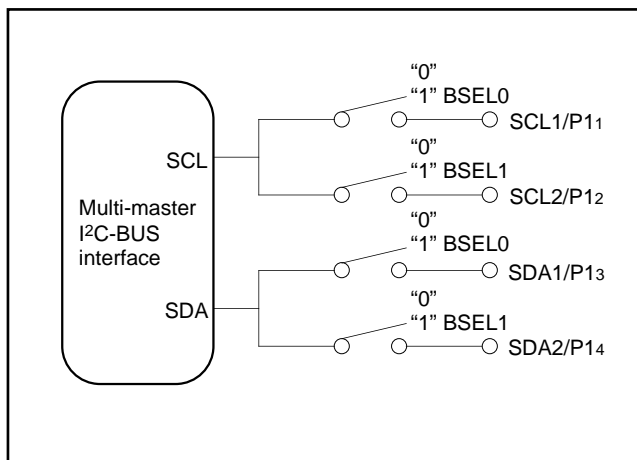 “0”
“1” BSEL0
SCL1/P11
SCL
“0”
“1” BSEL1
SCL2/P12
Multi-master
I2C-BUS
interface
“0”
“1” BSEL0
SDA1/P13
SDA
“0”
“1” BSEL1
SDA2/P14